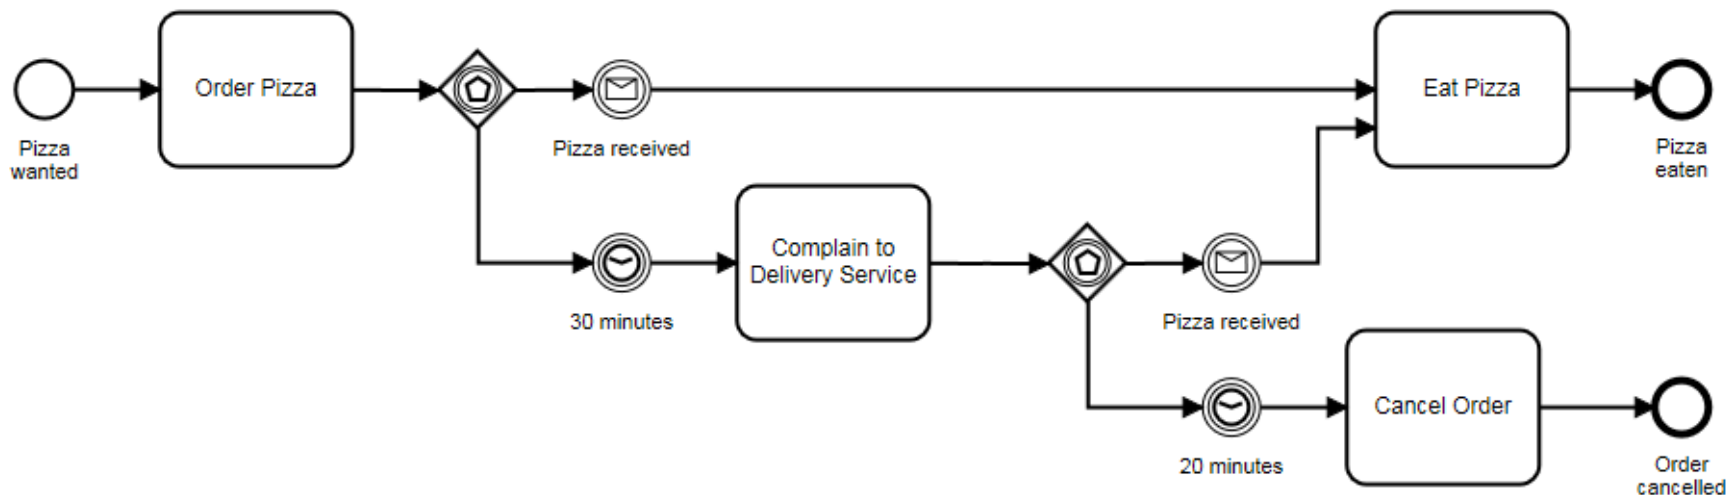 Order Pizza
Eat Pizza
Pizza
wanted
Pizza received
Pizza
eaten
Complain to
Delivery Service
30 minutes
Pizza received
Cancel Order
20 minutes
Order
cancelled